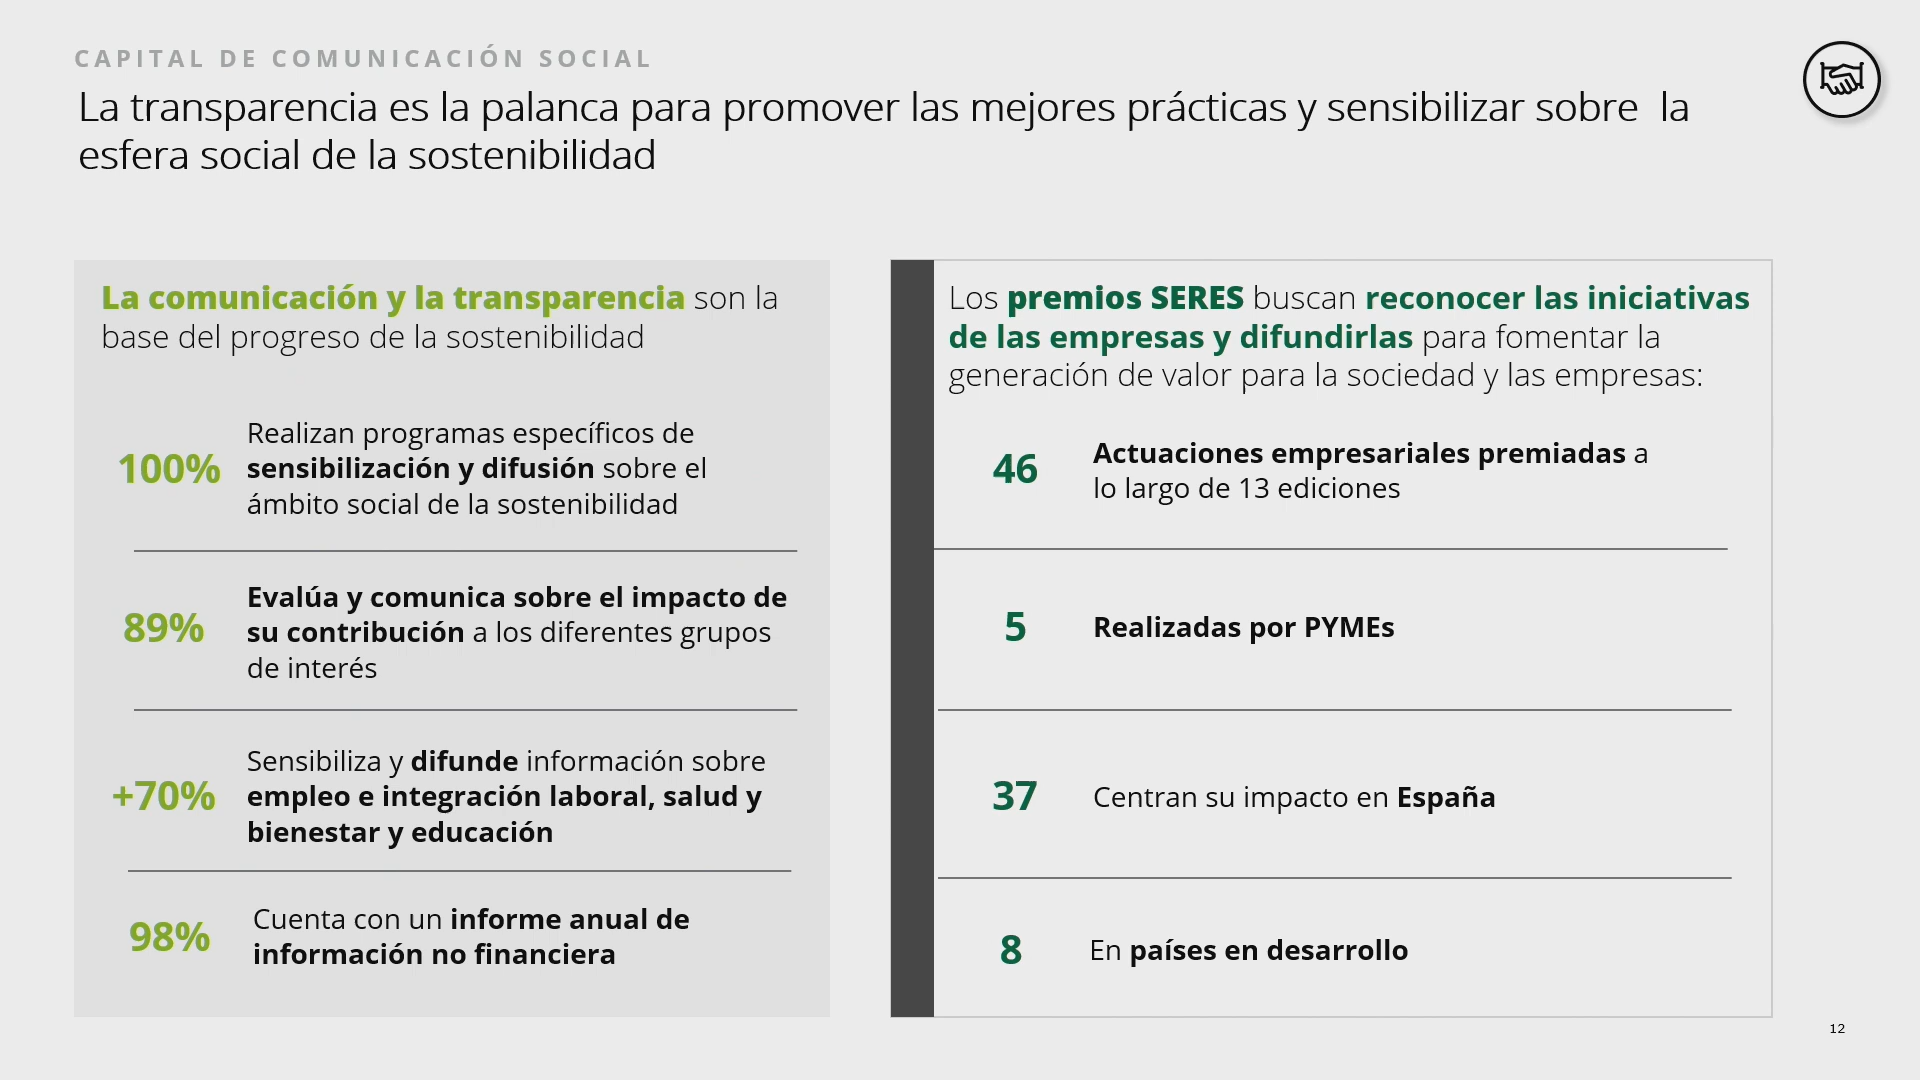 CAPITAL DE COMUNICACIÓN SOCIAL
La transparencia es la palanca para promover las mejores prácticas y sensibilizar sobre  la
esfera social de la sostenibilidad
La comunicación y la transparencia son la
base del progreso de la sostenibilidad
100%
Realizan programas específicos de
sensibilización y difusión sobre el
ámbito social de la sostenibilidad
89%
Evalúa y comunica sobre el impacto de
su contribución a los diferentes grupos
de interés
+70%
Sensibiliza y difunde información sobre
empleo e integración laboral, salud y
bienestar y educación
98%
Cuenta con un informe anual de
información no financiera
Los premios SERES buscan reconocer las iniciativas
de las empresas y difundirlas para fomentar la
generación de valor para la sociedad y las empresas:
46
Actuaciones empresariales premiadas a
lo largo de 13 ediciones
5
Realizadas por PYMEs
37
Centran su impacto en España
8
En países en desarrollo
12